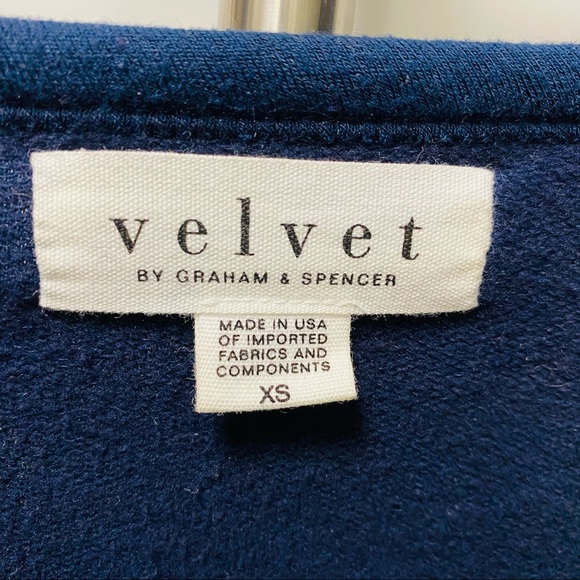 velvet
BY GRAHAM & SPENCER
MADE IN USA
OF IMPORTED
FABRICS AND
COMPONENTS
XS